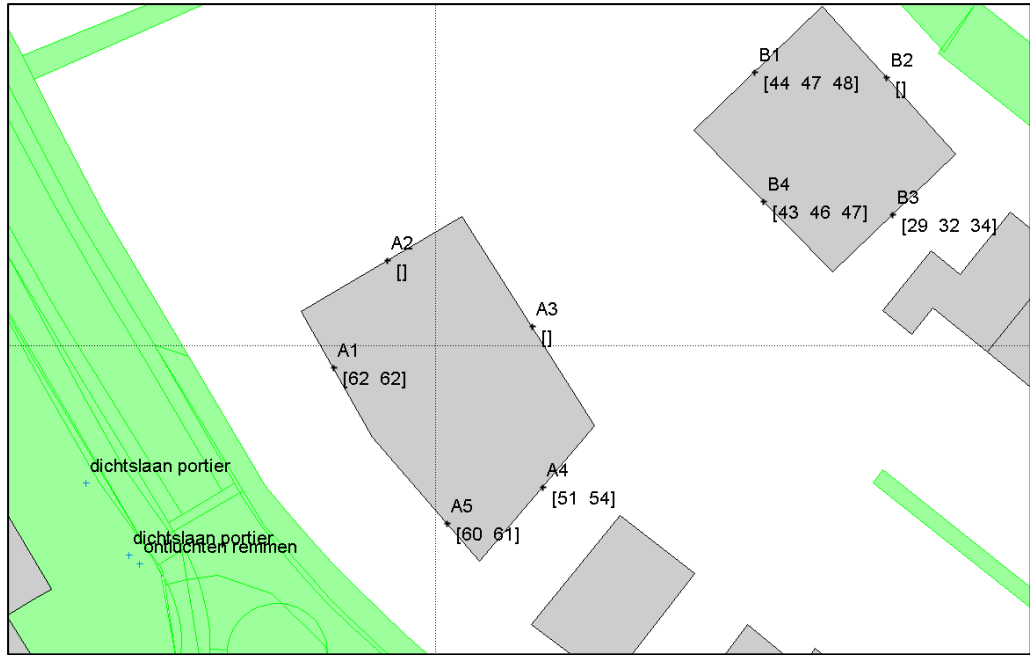 B1
[44 47 48]
B2
[]
B4
[43 46 47]
B3
[29 32 34]
A2
[]
A3
[]
A1
[62 62]
dichtslaan portier
A4
[51 54]
A5
[60 61]
dichtslaan portier
ontluchten remmen